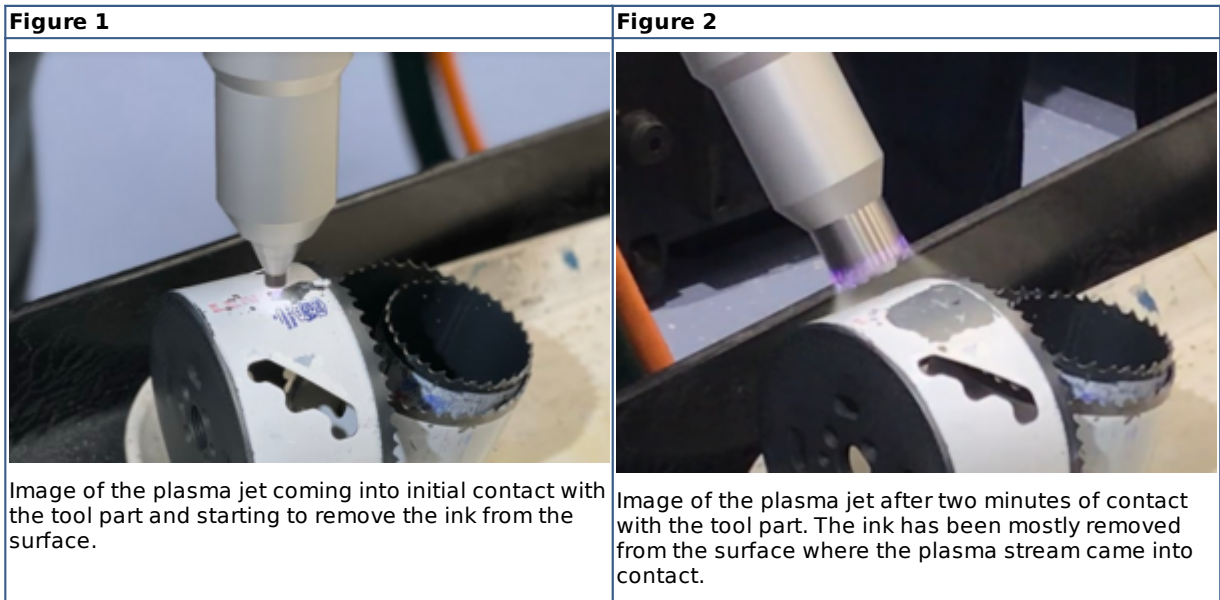 Figure 1
Figure 2
Image of the plasma jet coming into initial contact with
the tool part and starting to remove the ink from the
surface.
Image of the plasma jet after two minutes of contact
with the tool part. The ink has been mostly removed
from the surface where the plasma stream came into
contact.